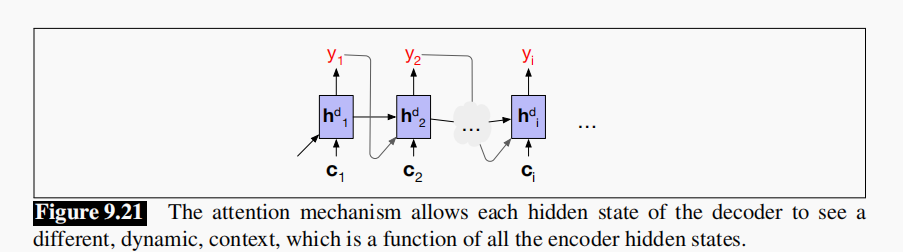 y1 y2 yi
hd1 hd2 ... hdi ...
c1 c2 ci
Figure 9.21 The attention mechanism allows each hidden state of the decoder to see a
different, dynamic, context, which is a function of all the encoder hidden states.